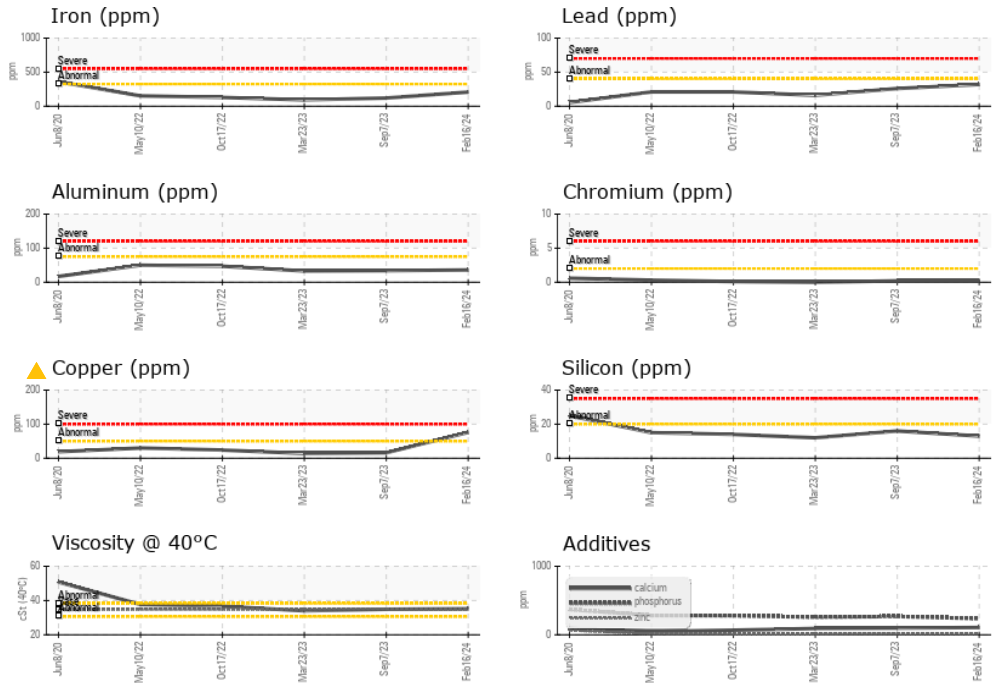 Iron (ppm)
1000
500
0
ppm
Severe
Abnormal
Jun8/20
May10/22
Oct17/22
Mar23/23
Sep7/23
Feb16/24
Lead (ppm)
100
50
0
ppm
Severe
Abnormal
Jun8/20
May10/22
Oct17/22
Mar23/23
Sep7/23
Feb16/24
Aluminum (ppm)
200
100
0
ppm
Severe
Abnormal
Jun8/20
May10/22
Oct17/22
Mar23/23
Sep7/23
Feb16/24
Chromium (ppm)
10
5
0
ppm
Severe
Abnormal
Jun8/20
May10/22
Oct17/22
Mar23/23
Sep7/23
Feb16/24
Copper (ppm)
200
100
0
ppm
Severe
Abnormal
Jun8/20
May10/22
Oct17/22
Mar23/23
Sep7/23
Feb16/24
Silicon (ppm)
40
20
0
ppm
Severe
Abnormal
Jun8/20
May10/22
Oct17/22
Mar23/23
Sep7/23
Feb16/24
Viscosity @ 40°C
60
40
20
cSt (40°C)
Abnormal
Jun8/20
May10/22
Oct17/22
Mar23/23
Sep7/23
Feb16/24
Additives
1000
0
ppm
calcium
phosphorus
zinc
Jun8/20
May10/22
Oct17/22
Mar23/23
Sep7/23
Feb16/24